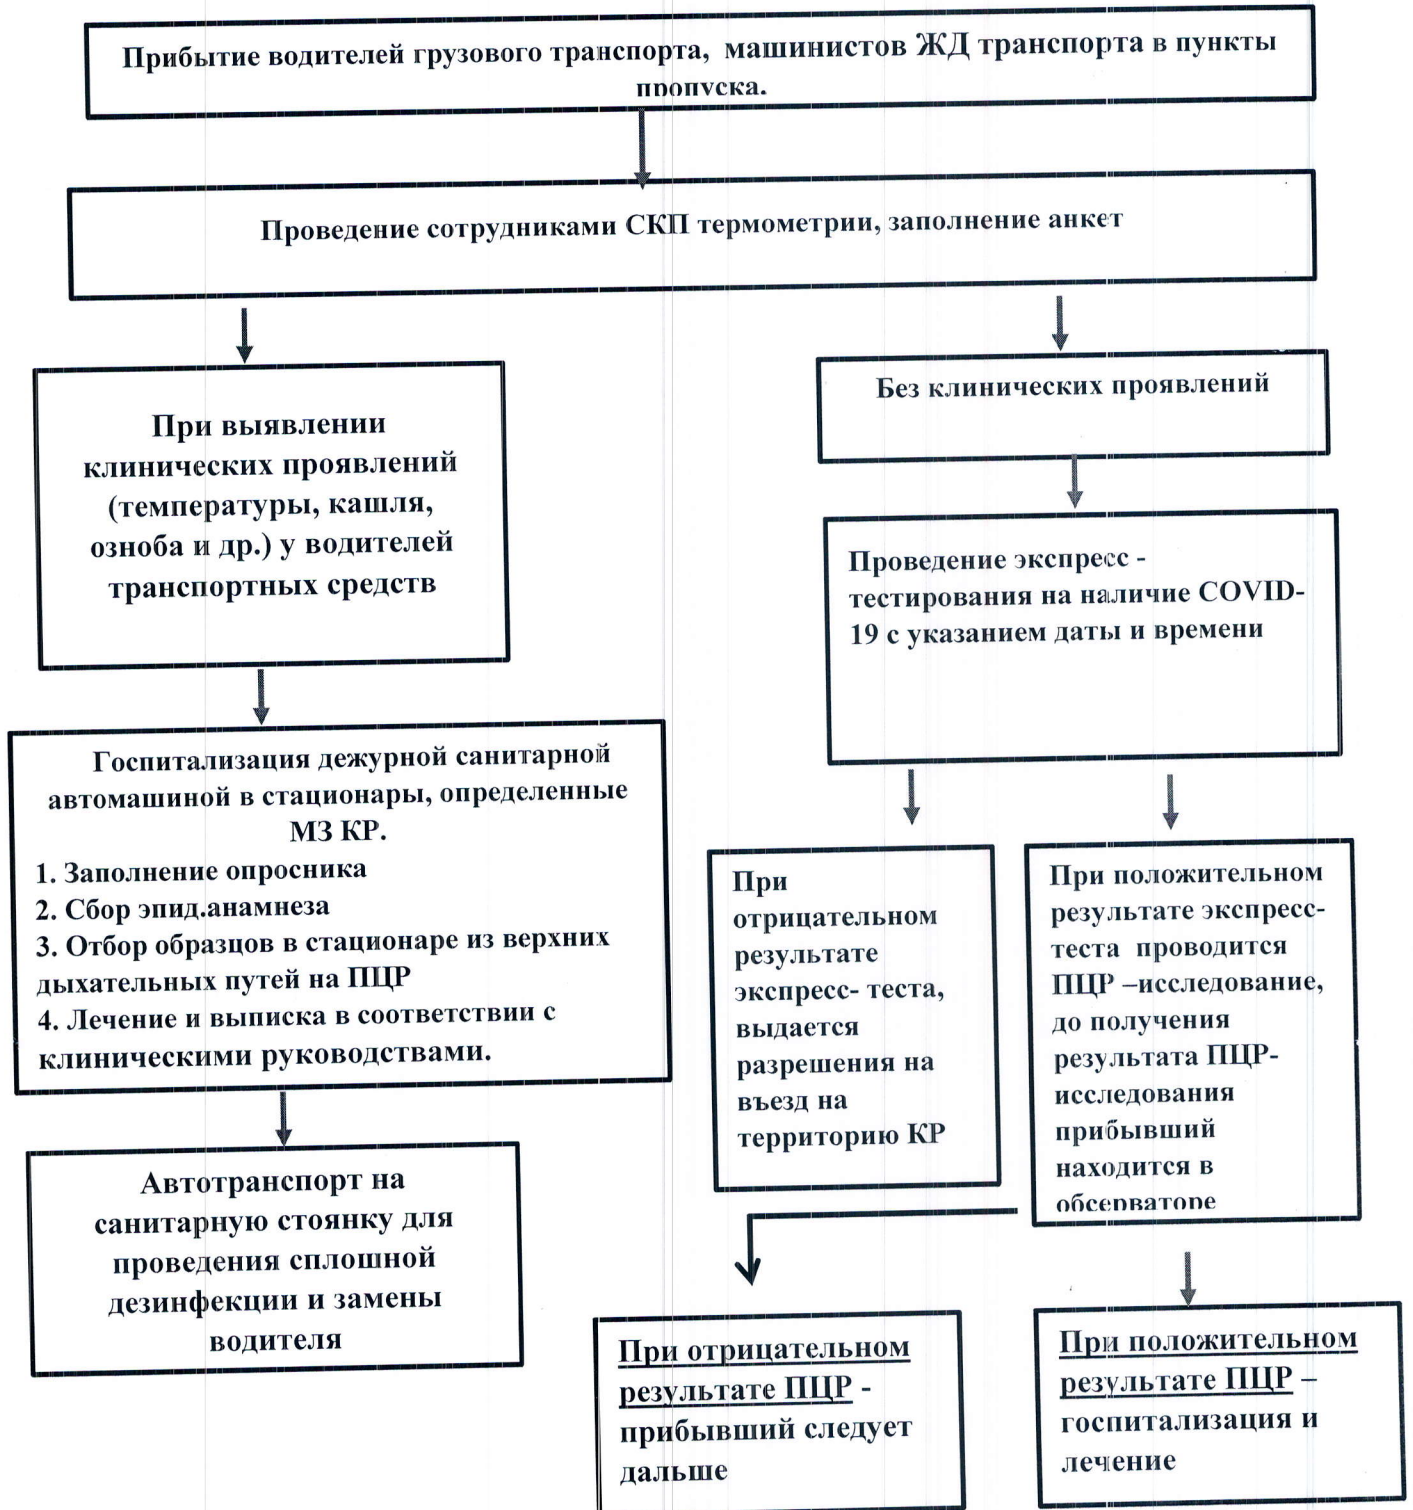 Прибытие водителей грузового транспорта, машинистов ЖД транспорта в пункты
пропуска.
Проведение сотрудниками СКП термометрии, заполнение анкет
При выявлении
клинических проявлений
(температуры, кашля,
озноба и др.) у водителей
транспортных средств
Без клинических проявлений
Проведение экспресс -
тестирования на наличие COVID-
19 с указанием даты и времени
Госпитализация дежурной санитарной
автомашиной в стационары, определенные
МЗ КР.
1. Заполнение опросника
2. Сбор эпид.анамнеза
3. Отбор образцов в стационаре из верхних
дыхательных путей на ПЦР
4. Лечение и выписка в соответствии с
клиническими руководствами.
При
отрицательном
результате
экспресс- теста,
выдается
разрешения на
въезд на
территорию КР
При положительном
результате экспресс-
теста проводится
ПЦР –исследование,
до получения
результата ПЦР-
исследования
прибывший
находится в
обсерваторе
Автотранспорт на
санитарную стоянку для
проведения сплошной
дезинфекции и замены
водителя
При отрицательном
результате ПЦР -
прибывший следует
дальше
При положительном
результате ПЦР –
госпитализация и
лечение